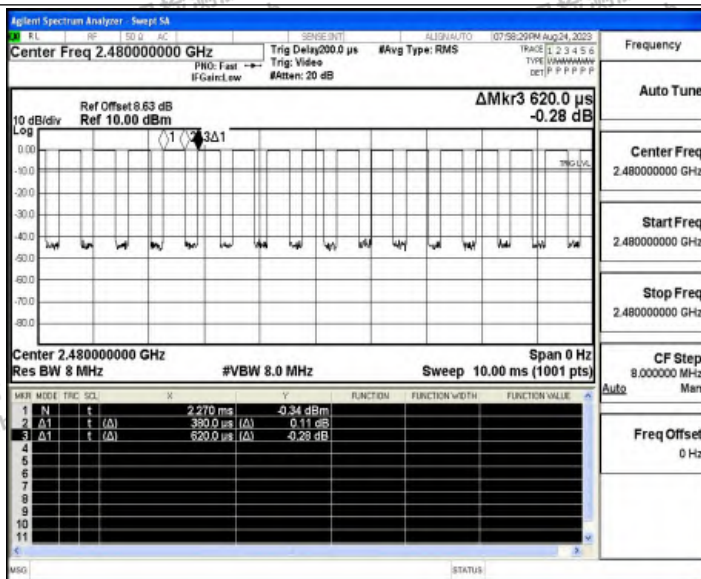 Agilent Spectrum Analyzer - Swept SA
RL RF 50 Ω AC SENSE:INT ALIGN AUTO 07:58:29 PM Aug 24, 2023
Center Freq 2.480000000 GHz
Trig Delay 200.0 µs #Avg Type: RMS TRACE 1 2 3 4 5 6
PNO: Fast Trig: Video TYPE WWWWWW
IFGain:Low #Atten: 20 dB DET P P P P P P
Ref Offset 8.63 dB ΔMkr3 620.0 µs
10 dB/div Ref 10.00 dBm -0.28 dB
Log
1 2 3Δ1
0.00
TRIG LVL
-10.0
-20.0
-30.0
-40.0
-50.0
-60.0
-70.0
-80.0
Center 2.480000000 GHz Span 0 Hz
Res BW 8 MHz #VBW 8.0 MHz Sweep 10.00 ms (1001 pts)
MKR MODE TRC SCL X Y FUNCTION FUNCTION WIDTH FUNCTION VALUE
1 N t 2.270 ms -0.34 dBm
2 Δ1 t (Δ) 380.0 µs (Δ) 0.11 dB
3 Δ1 t (Δ) 620.0 µs (Δ) -0.28 dB
4
5
6
7
8
9
10
11
MSG STATUS
Frequency
Auto Tune
Center Freq
2.480000000 GHz
Start Freq
2.480000000 GHz
Stop Freq
2.480000000 GHz
CF Step
8.000000 MHz
Auto Man
Freq Offset
0 Hz